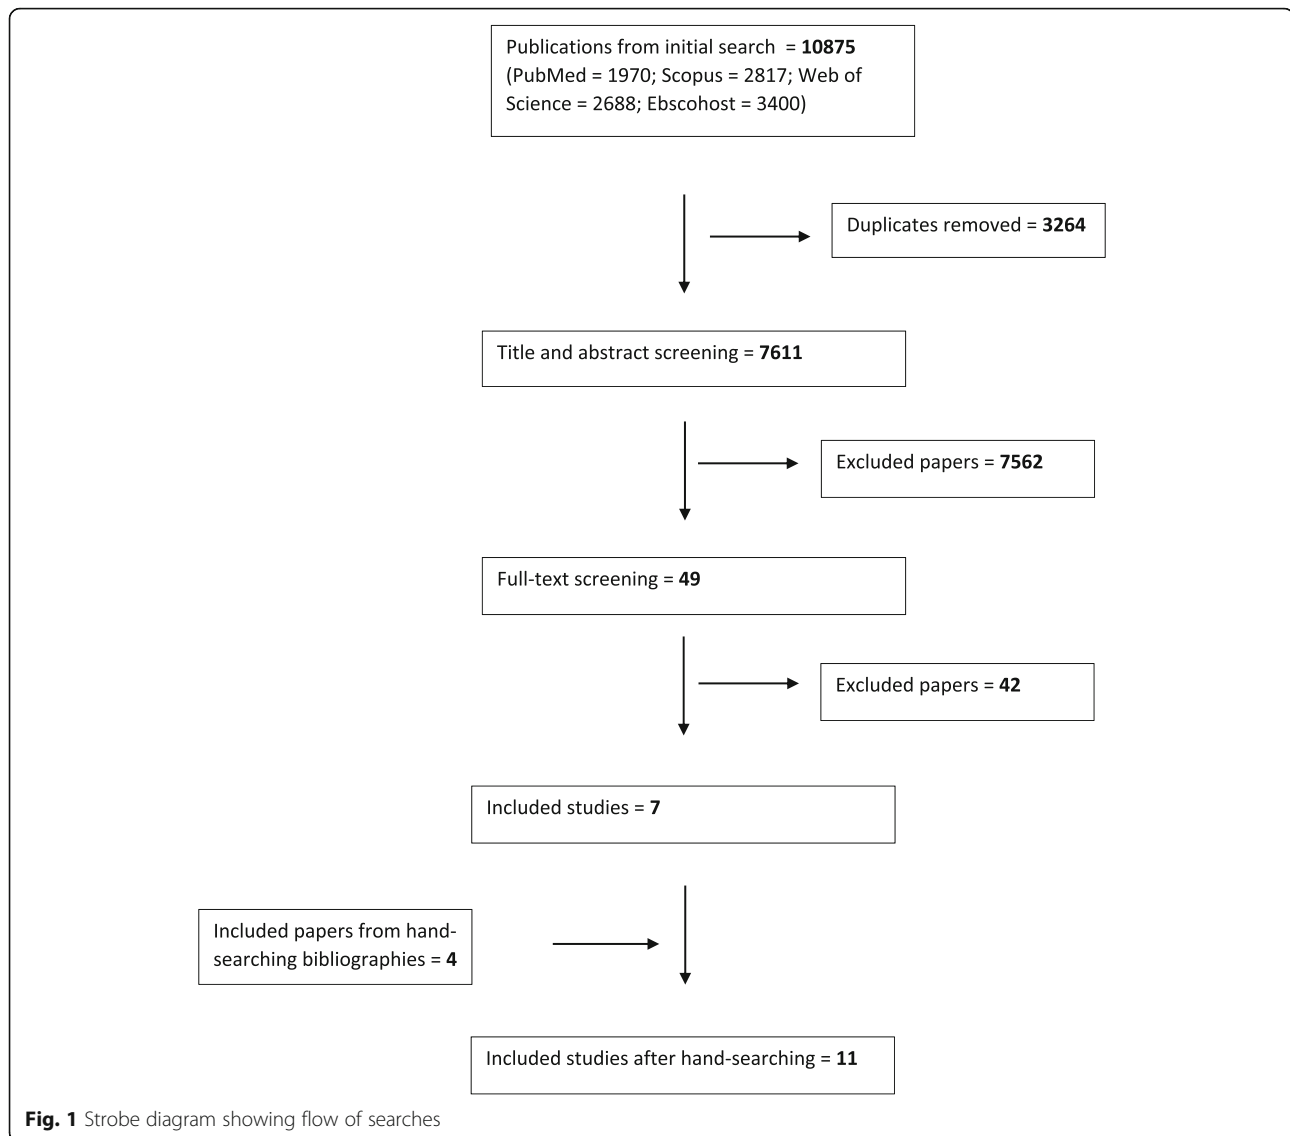 Publications from initial search = 10875
(PubMed = 1970; Scopus = 2817; Web of
Science = 2688; Ebscohost = 3400)
Duplicates removed = 3264
Title and abstract screening = 7611
Excluded papers = 7562
Full-text screening = 49
Excluded papers = 42
Included studies = 7
Included papers from hand-
searching bibliographies = 4
Included studies after hand-searching = 11
Fig. 1 Strobe diagram showing flow of searches